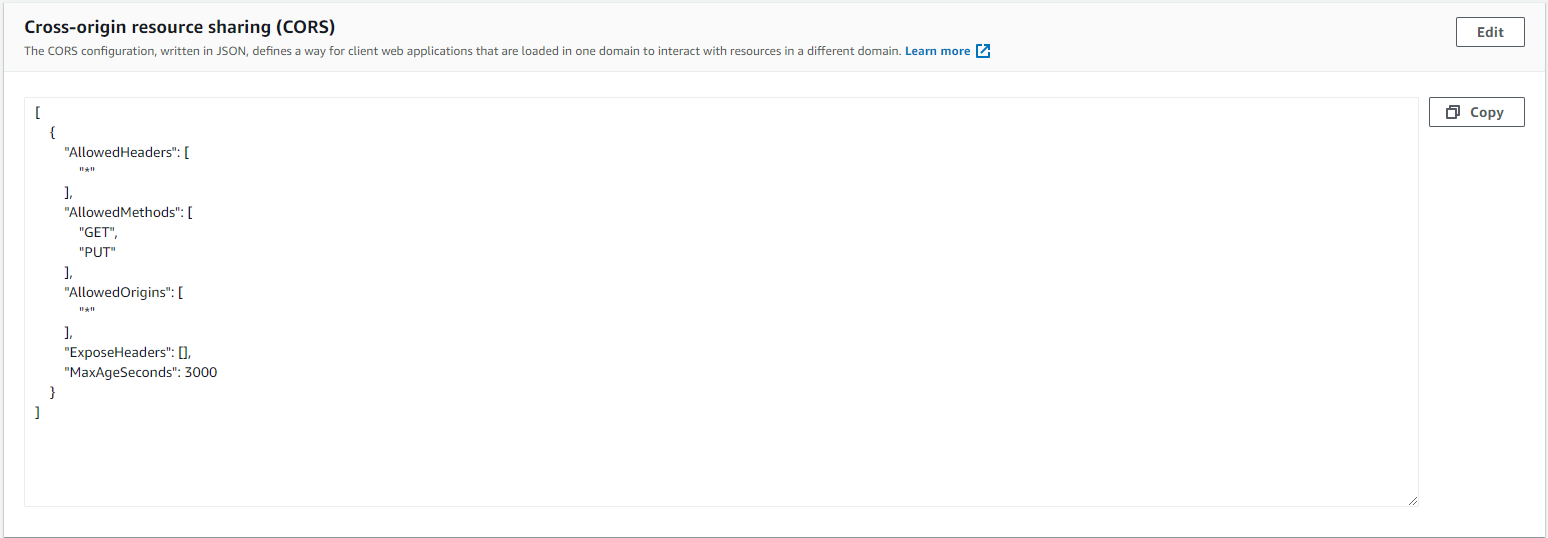 Cross-origin resource sharing (CORS)
Edit
The CORS configuration, written in JSON, defines a way for client web applications that are loaded in one domain to interact with resources in a different domain. Learn more
Copy
[
  {
    "AllowedHeaders": [
      "*"
    ],
    "AllowedMethods": [
      "GET",
      "PUT"
    ],
    "AllowedOrigins": [
      "*"
    ],
    "ExposeHeaders": [],
    "MaxAgeSeconds": 3000
  }
]